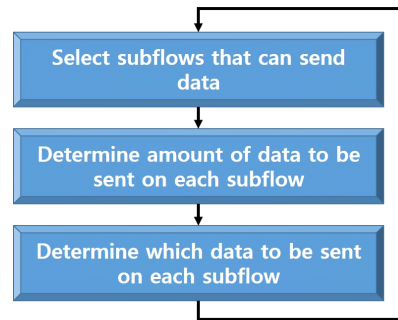 Select subflows that can send
data
Determine amount of data to be
sent on each subflow
Determine which data to be sent
on each subflow